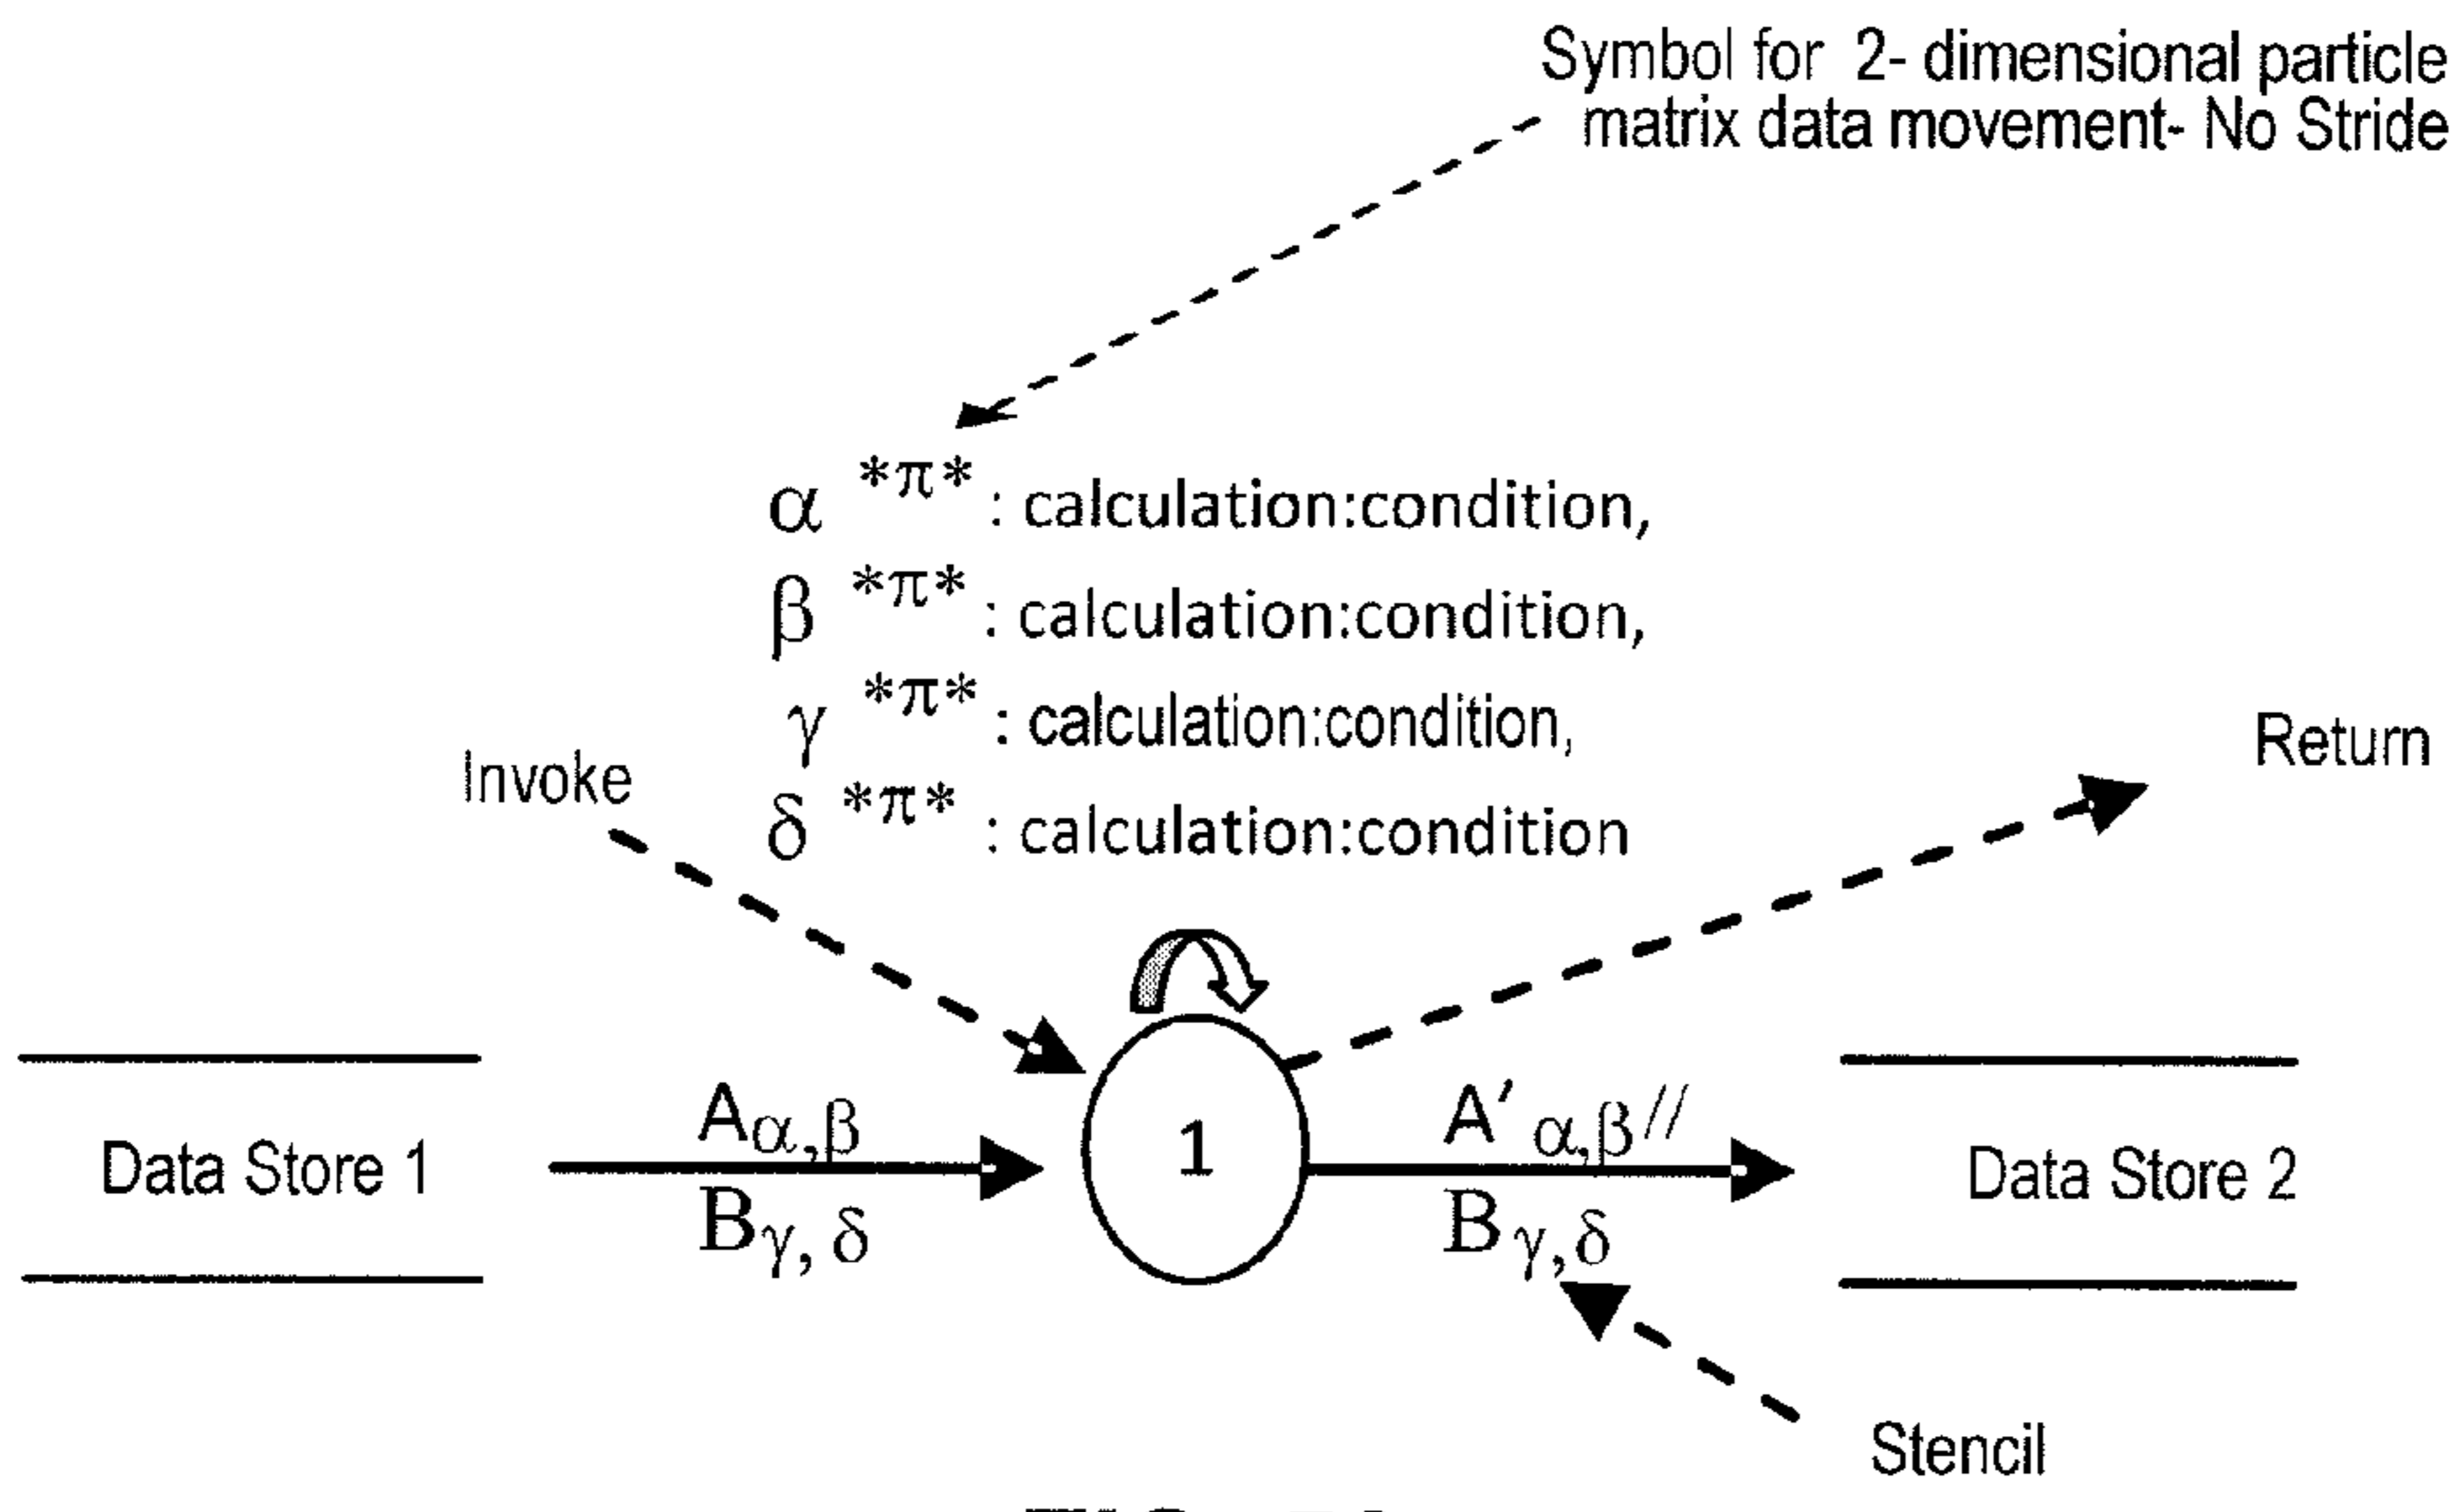 Symbol for 2- dimensional particle
matrix data movement- No Stride
α *π* : calculation:condition,
β *π* : calculation:condition,
γ *π* : calculation:condition,
δ *π* : calculation:condition
Invoke
Return
Data Store 1
Aα,β
Bγ, δ
1
A′ α,β//
Bγ,δ
Data Store 2
Stencil